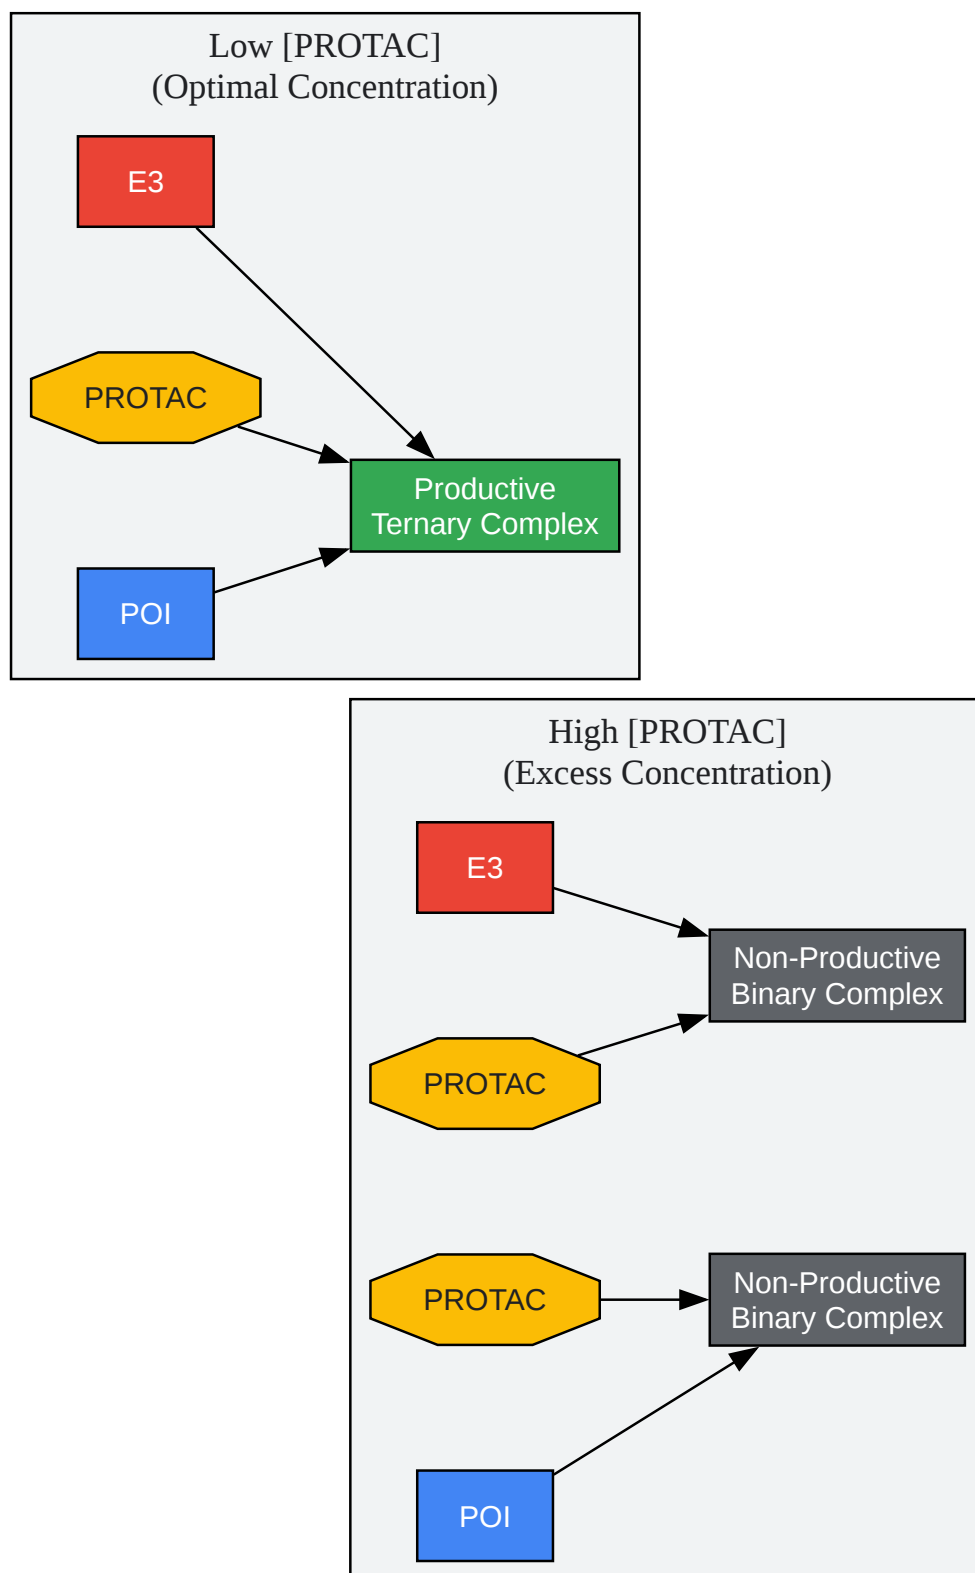 Low [PROTAC]
(Optimal Concentration)
E3
PROTAC
Productive
Ternary Complex
POI
High [PROTAC]
(Excess Concentration)
E3
Non-Productive
Binary Complex
PROTAC
PROTAC
Non-Productive
Binary Complex
POI